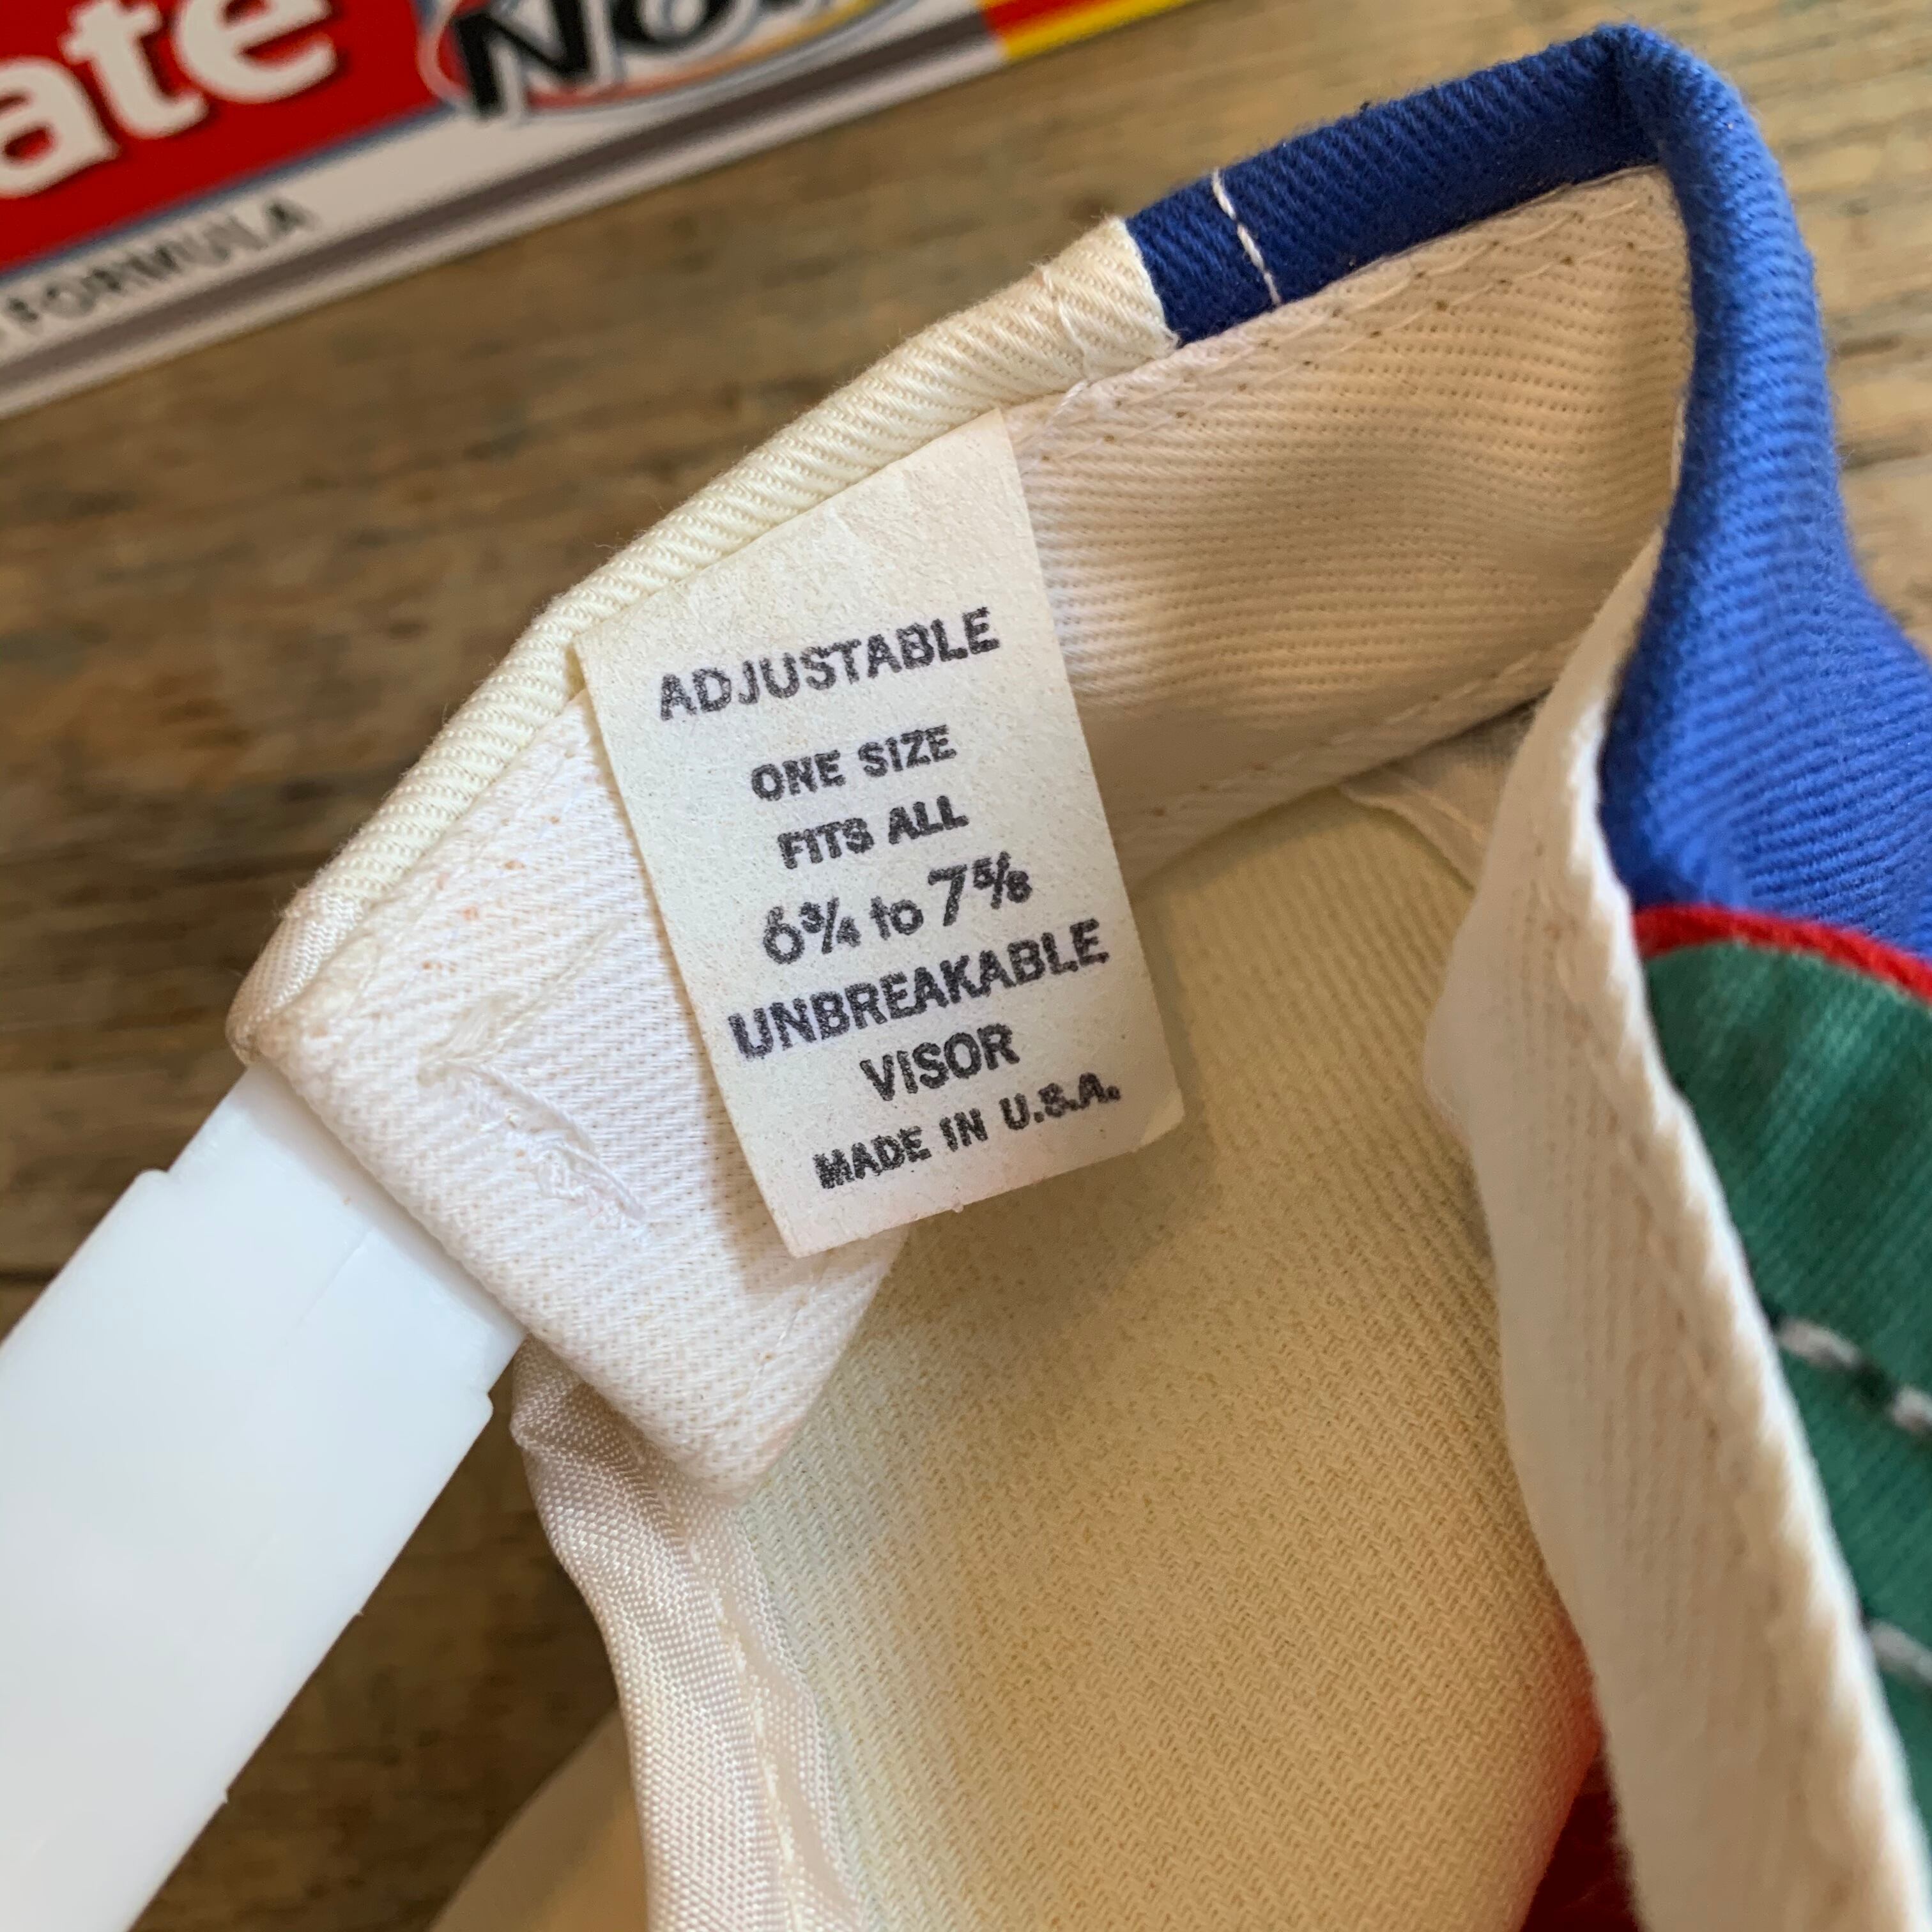 ate
FORMULA
ADJUSTABLE
ONE SIZE
FITS ALL
6¾ to 7⅝
UNBREAKABLE
VISOR
MADE IN U.S.A.